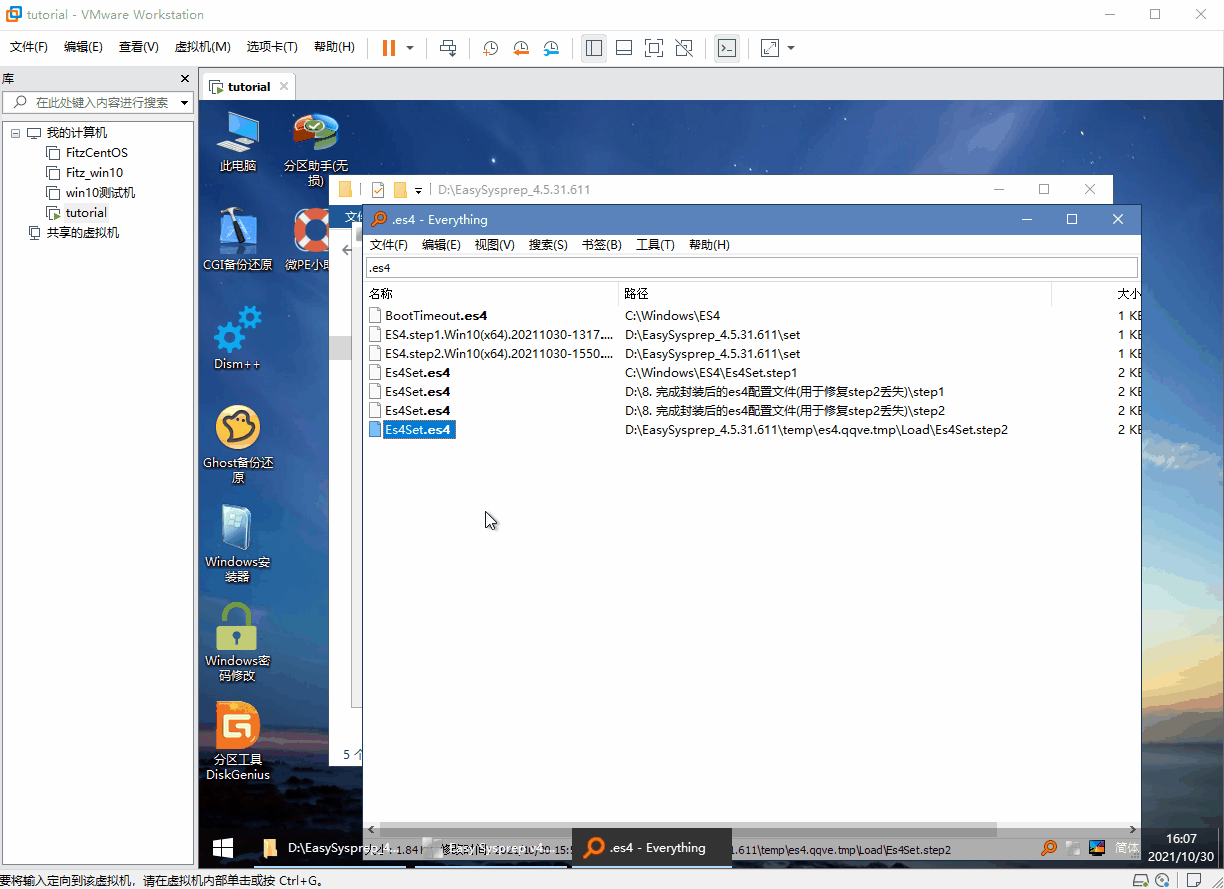 tutorial - VMware Workstation
文件(F) 编辑(E) 查看(V) 虚拟机(M) 选项卡(T) 帮助(H)
库
在此处键入内容进行搜索
我的计算机
FitzCentOS
Fitz_win10
win10测试机
tutorial
共享的虚拟机
tutorial
此电脑
分区助手(无
损)
CGI备份还原
微PE小助
Dism++
Ghost备份还
原
Windows安
装器
Windows密
码修改
分区工具
DiskGenius
D:\EasySysprep_4.5.31.611
5 个
.es4 - Everything
文件(F) 编辑(E) 视图(V) 搜索(S) 书签(B) 工具(T) 帮助(H)
.es4
名称 路径 大小
BootTimeout.es4 C:\Windows\ES4 1 KB
ES4.step1.Win10(x64).20211030-1317.... D:\EasySysprep_4.5.31.611\set 1 KB
ES4.step2.Win10(x64).20211030-1550.... D:\EasySysprep_4.5.31.611\set 1 KB
Es4Set.es4 C:\Windows\ES4\Es4Set.step1 2 KB
Es4Set.es4 D:\8. 完成封装后的es4配置文件(用于修复step2丢失)\step1 2 KB
Es4Set.es4 D:\8. 完成封装后的es4配置文件(用于修复step2丢失)\step2 2 KB
Es4Set.es4 D:\EasySysprep_4.5.31.611\temp\es4.qqve.tmp\Load\Es4Set.step2 2 KB
D:\EasySysprep_4...
.es4 - Everything
1.611\temp\es4.qqve.tmp\Load\Es4Set.step2
简体
16:07
2021/10/30
要将输入定向到该虚拟机，请在虚拟机内部单击或按 Ctrl+G。